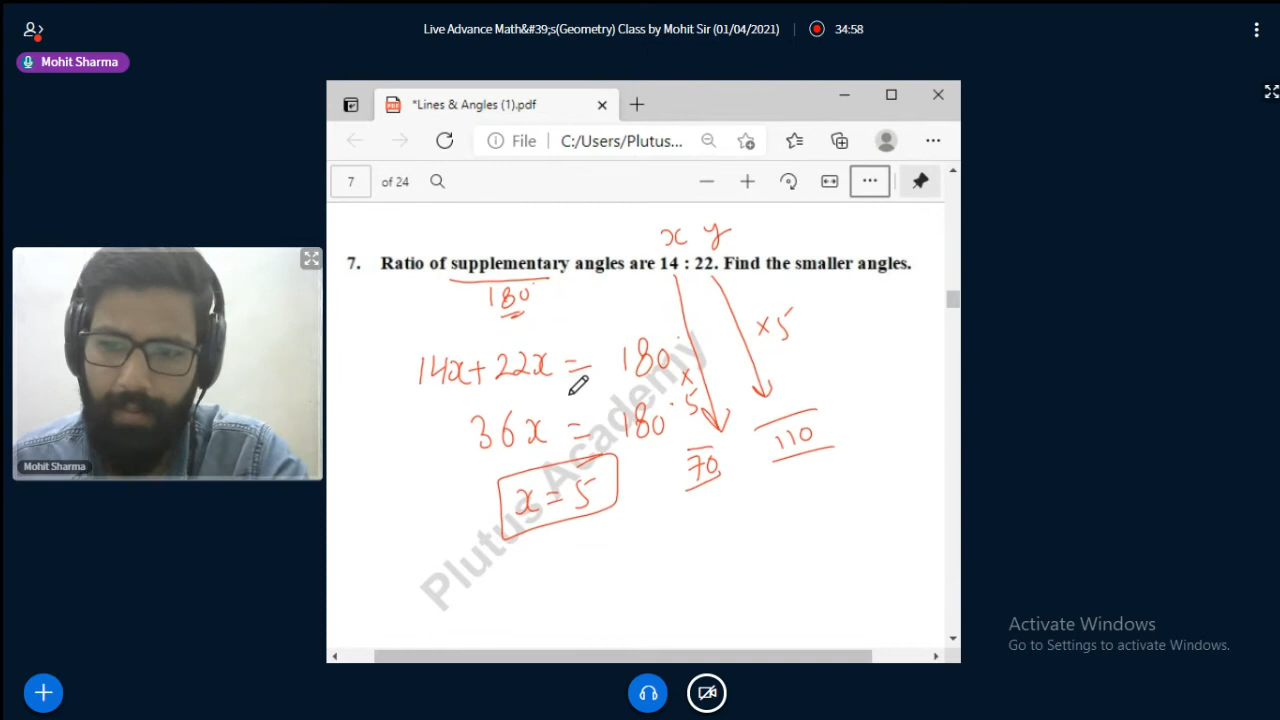 Live Advance Math&#39;s(Geometry) Class by Mohit Sir (01/04/2021)
34:58
Mohit Sharma
*Lines & Angles (1).pdf
File
C:/Users/Plutus...
7
of 24
x y
7. Ratio of supplementary angles are 14 : 22. Find the smaller angles.
180°
×5
14x+22x = 180°
×5
36x = 180°
110
70
x = 5
Plutus Academy
Mohit Sharma
Activate Windows
Go to Settings to activate Windows.